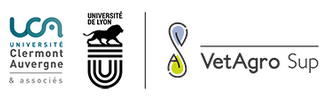 UCA
UNIVERSITÉ
Clermont
Auvergne
& associés
UNIVERSITÉ
DE LYON
V
A
VetAgro Sup